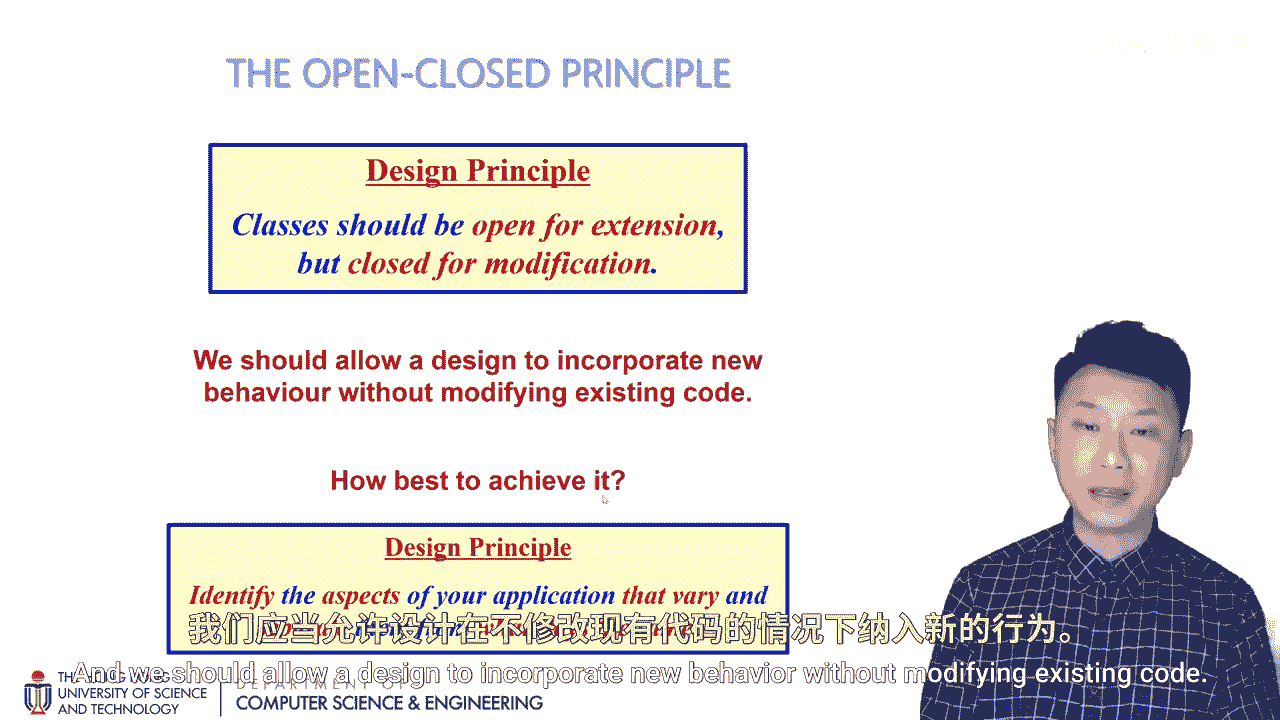 THE OPEN-CLOSED PRINCIPLE
Design Principle
Classes should be open for extension,
but closed for modification.
We should allow a design to incorporate new
behaviour without modifying existing code.
How best to achieve it?
Design Principle
Identify the aspects of your application that vary and
我们应当允许设计在不修改现有代码的情况下纳入新的行为。
And we should allow a design to incorporate new behavior without modifying existing code.
UNIVERSITY OF SCIENCE
AND TECHNOLOGY
DEPARTMENT OF
COMPUTER SCIENCE & ENGINEERING